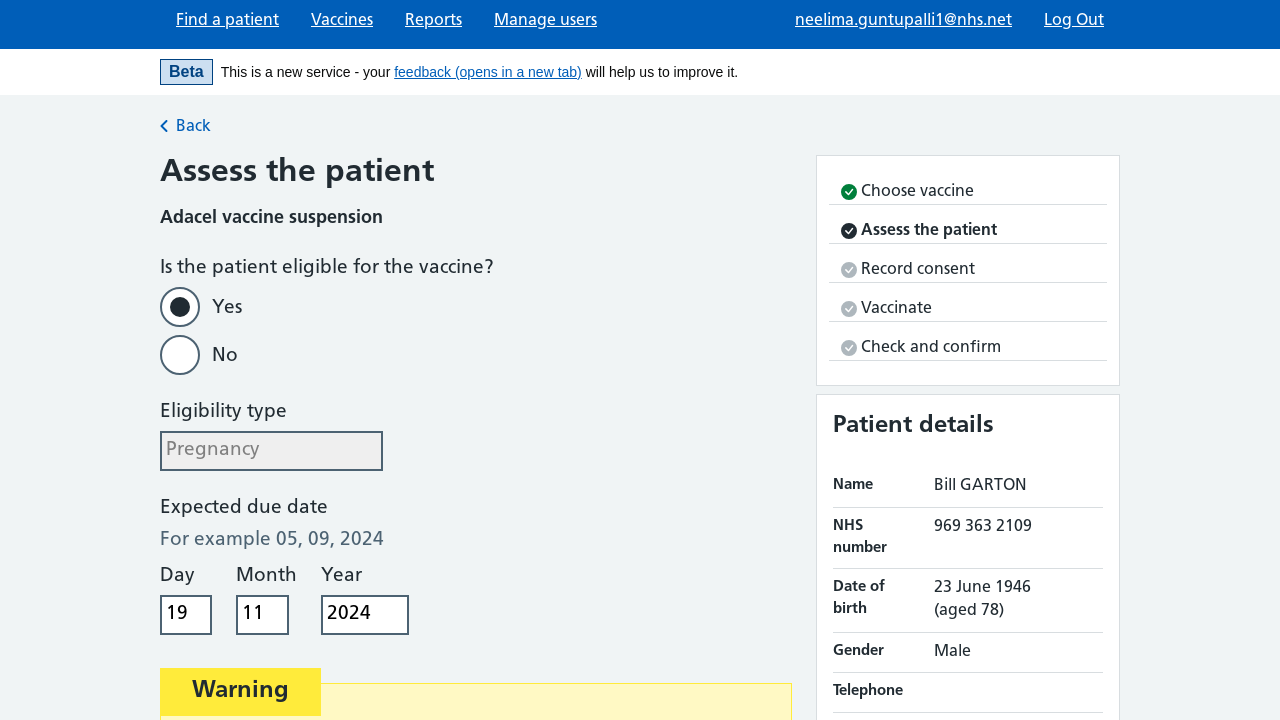 Find a patient Vaccines Reports Manage users neelima.guntupalli1@nhs.net Log Out
Beta This is a new service - your feedback (opens in a new tab) will help us to improve it.
Back
Assess the patient
Adacel vaccine suspension
Is the patient eligible for the vaccine?
Yes
No
Eligibility type
Pregnancy
Expected due date
For example 05, 09, 2024
Day Month Year
19 11 2024
Warning
Choose vaccine
Assess the patient
Record consent
Vaccinate
Check and confirm
Patient details
Name Bill GARTON
NHS number 969 363 2109
Date of birth 23 June 1946 (aged 78)
Gender Male
Telephone